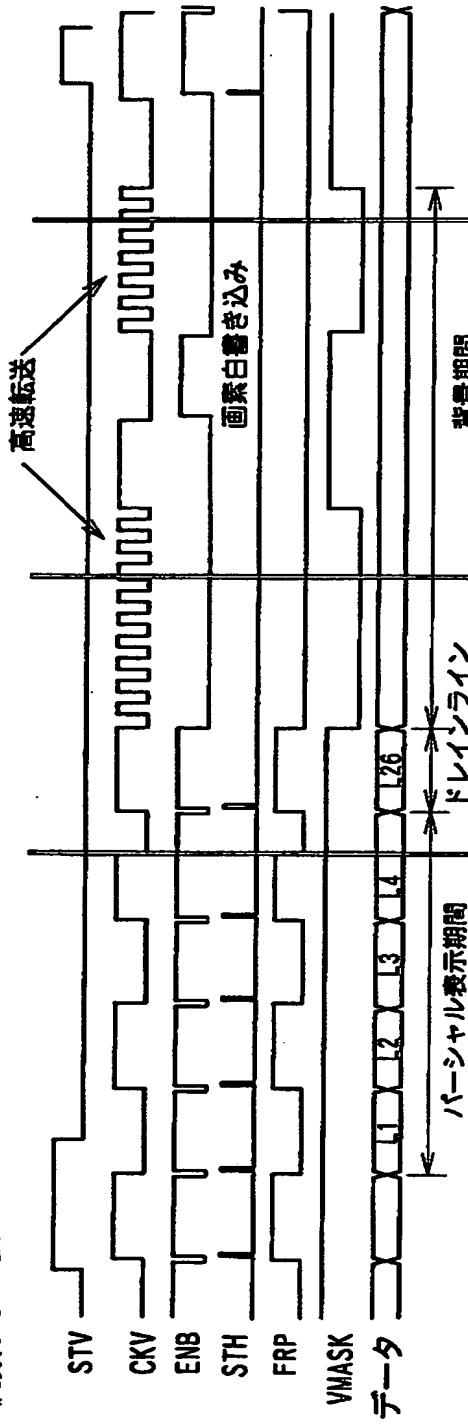 高速転送
STV
CKV
ENB
STH
画素白書き込み
FRP
VMASK
データ
L1
L2
L3
L4
L26
パーシャル表示期間
ドレインライン
背景期間